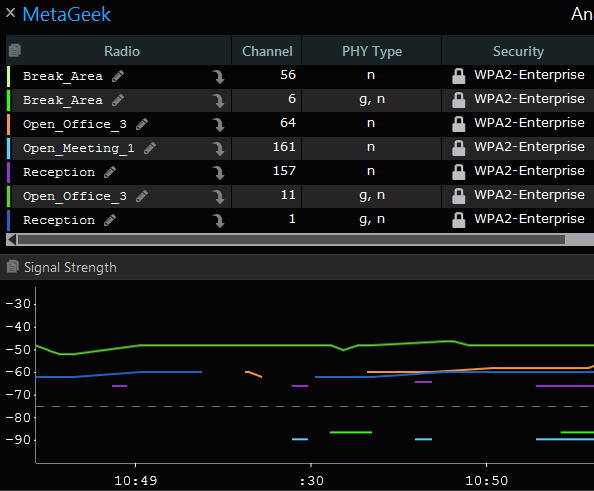 × MetaGeek An
Radio Channel PHY Type Security
Break_Area 56 n WPA2-Enterprise
Break_Area 6 g, n WPA2-Enterprise
Open_Office_3 64 n WPA2-Enterprise
Open_Meeting_1 161 n WPA2-Enterprise
Reception 157 n WPA2-Enterprise
Open_Office_3 11 g, n WPA2-Enterprise
Reception 1 g, n WPA2-Enterprise
Signal Strength
-30
-40
-50
-60
-70
-80
-90
10:49 :30 10:50